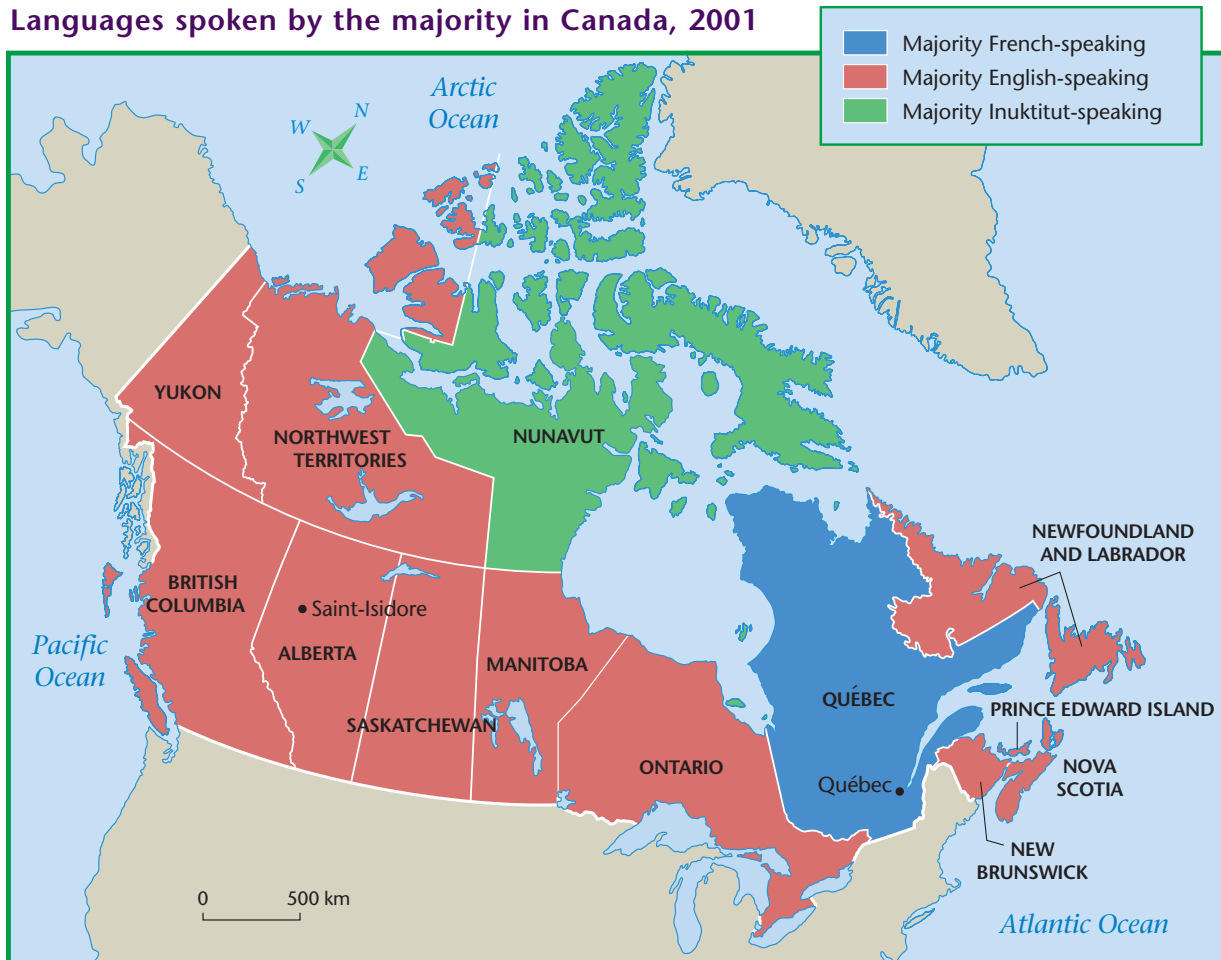 Languages spoken by the majority in Canada, 2001
Majority French-speaking
Majority English-speaking
Majority Inuktitut-speaking
Arctic
Ocean
N
W
E
S
YUKON
NORTHWEST
TERRITORIES
NUNAVUT
NEWFOUNDLAND
AND LABRADOR
BRITISH
COLUMBIA
Saint-Isidore
ALBERTA
Pacific
Ocean
MANITOBA
SASKATCHEWAN
QUÉBEC
PRINCE EDWARD ISLAND
ONTARIO
NOVA
SCOTIA
Québec
NEW
BRUNSWICK
0 500 km
Atlantic Ocean